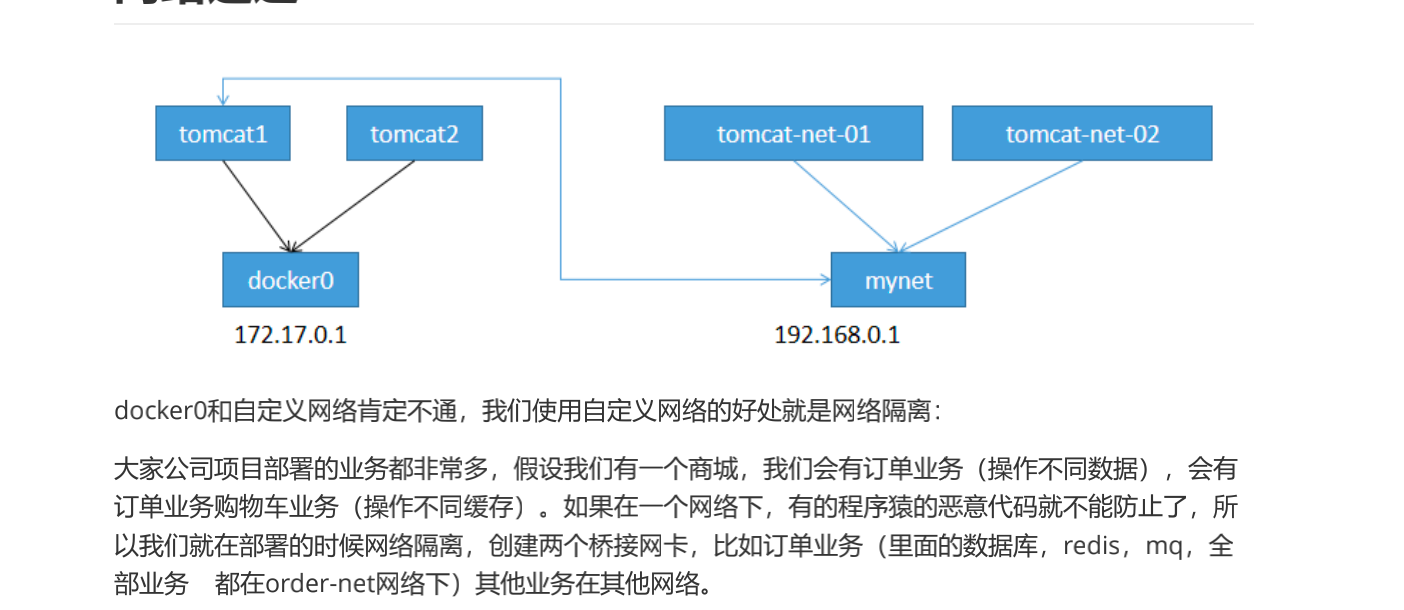 tomcat1 tomcat2 tomcat-net-01 tomcat-net-02
docker0 mynet
172.17.0.1 192.168.0.1
docker0和自定义网络肯定不通，我们使用自定义网络的好处就是网络隔离：
大家公司项目部署的业务都非常多，假设我们有一个商城，我们会有订单业务（操作不同数据），会有
订单业务购物车业务（操作不同缓存）。如果在一个网络下，有的程序猿的恶意代码就不能防止了，所
以我们就在部署的时候网络隔离，创建两个桥接网卡，比如订单业务（里面的数据库，redis，mq，全
部业务 都在order-net网络下）其他业务在其他网络。